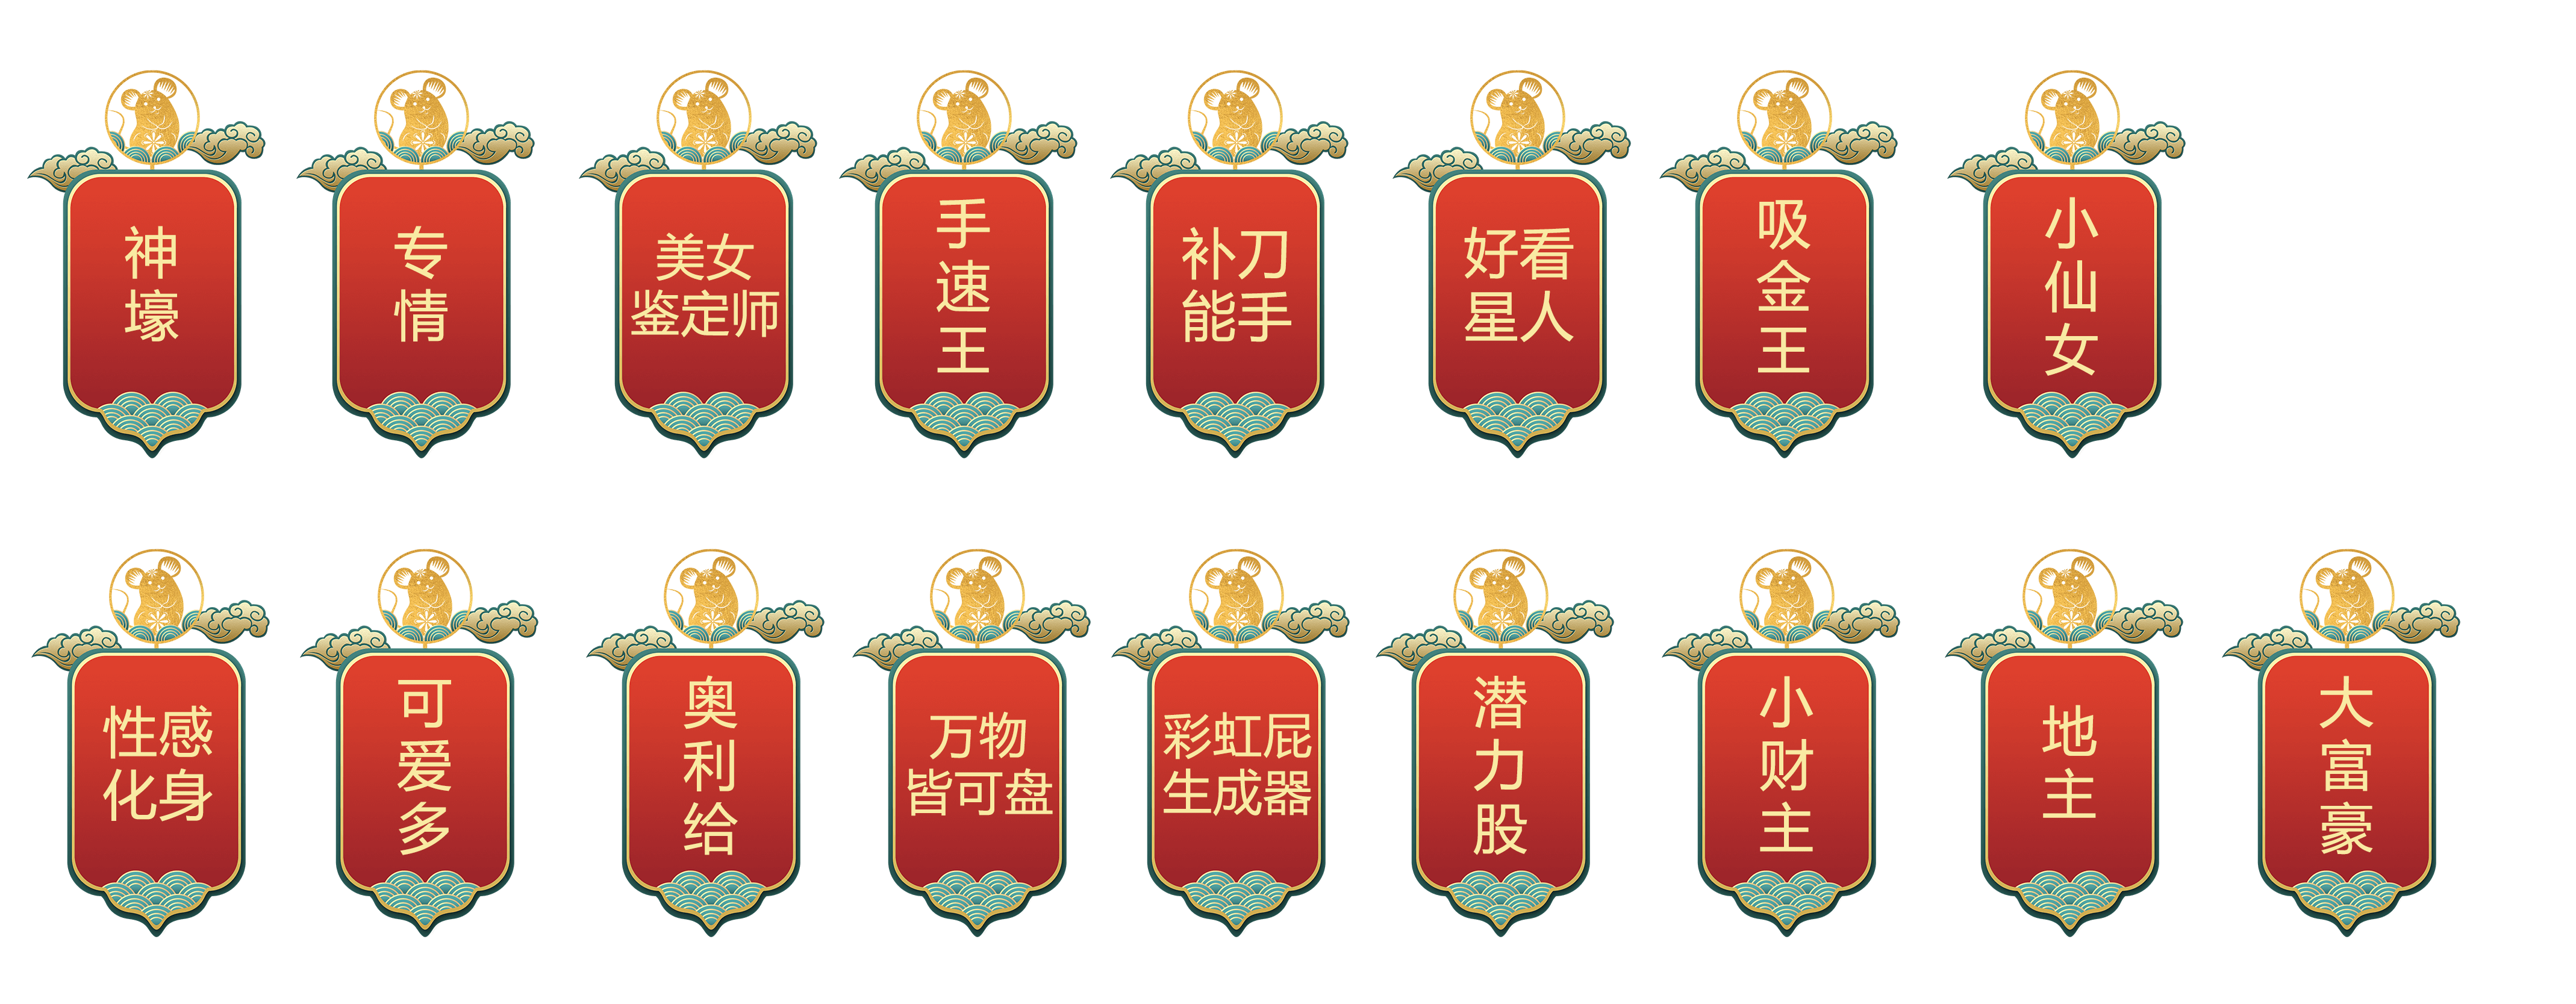 神壕
专情
美女
鉴定师
手速王
补刀
能手
好看
星人
吸金王
小仙女
性感
化身
可爱多
奥利给
万物
皆可盘
彩虹屁
生成器
潜力股
小财主
地主
大富豪